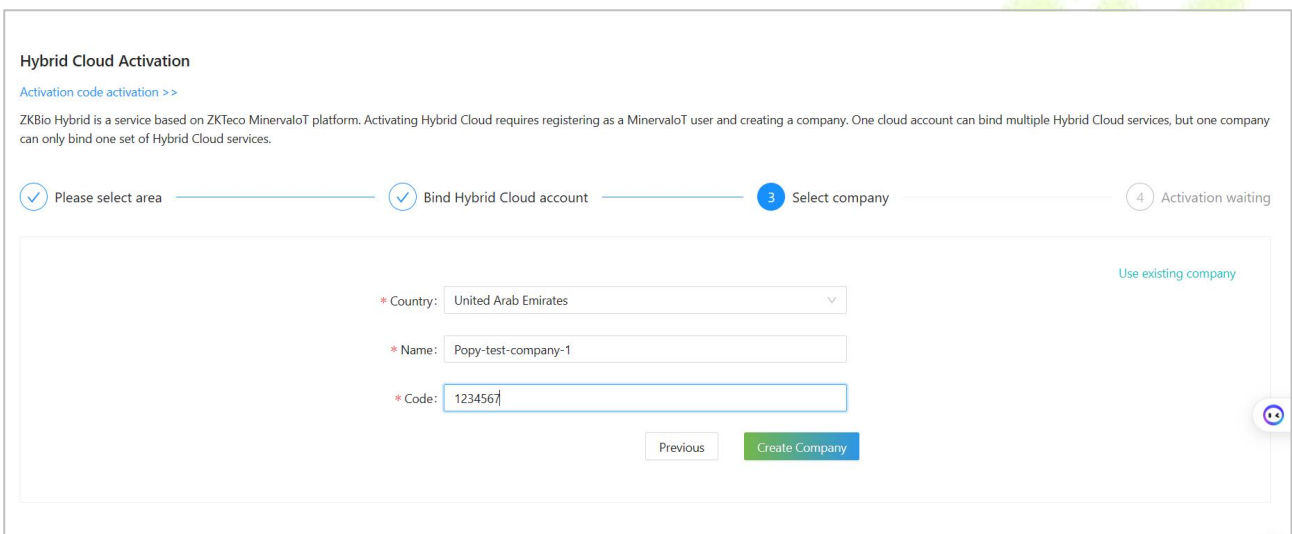 Hybrid Cloud Activation
Activation code activation >>
ZKBio Hybrid is a service based on ZKTeco MinervaIoT platform. Activating Hybrid Cloud requires registering as a MinervaIoT user and creating a company. One cloud account can bind multiple Hybrid Cloud services, but one company
can only bind one set of Hybrid Cloud services.
Please select area
Bind Hybrid Cloud account
3 Select company
4 Activation waiting
Use existing company
* Country: United Arab Emirates
* Name: Popy-test-company-1
* Code: 1234567
Previous Create Company